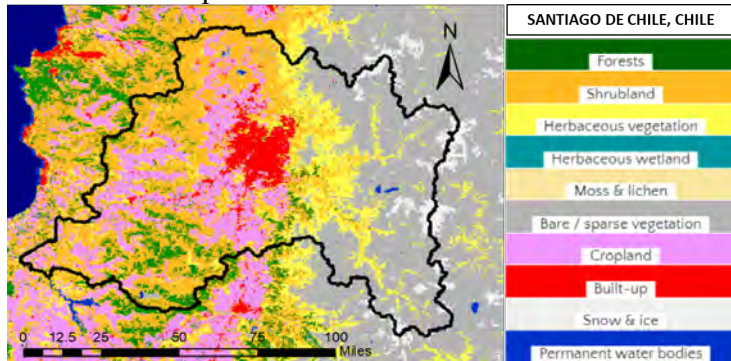 SANTIAGO DE CHILE, CHILE
N
Forests
Shrubland
Herbaceous vegetation
Herbaceous wetland
Moss & lichen
Bare / sparse vegetation
Cropland
Built-up
Snow & ice
Permanent water bodies
0 12.5 25 50 75 100
Miles